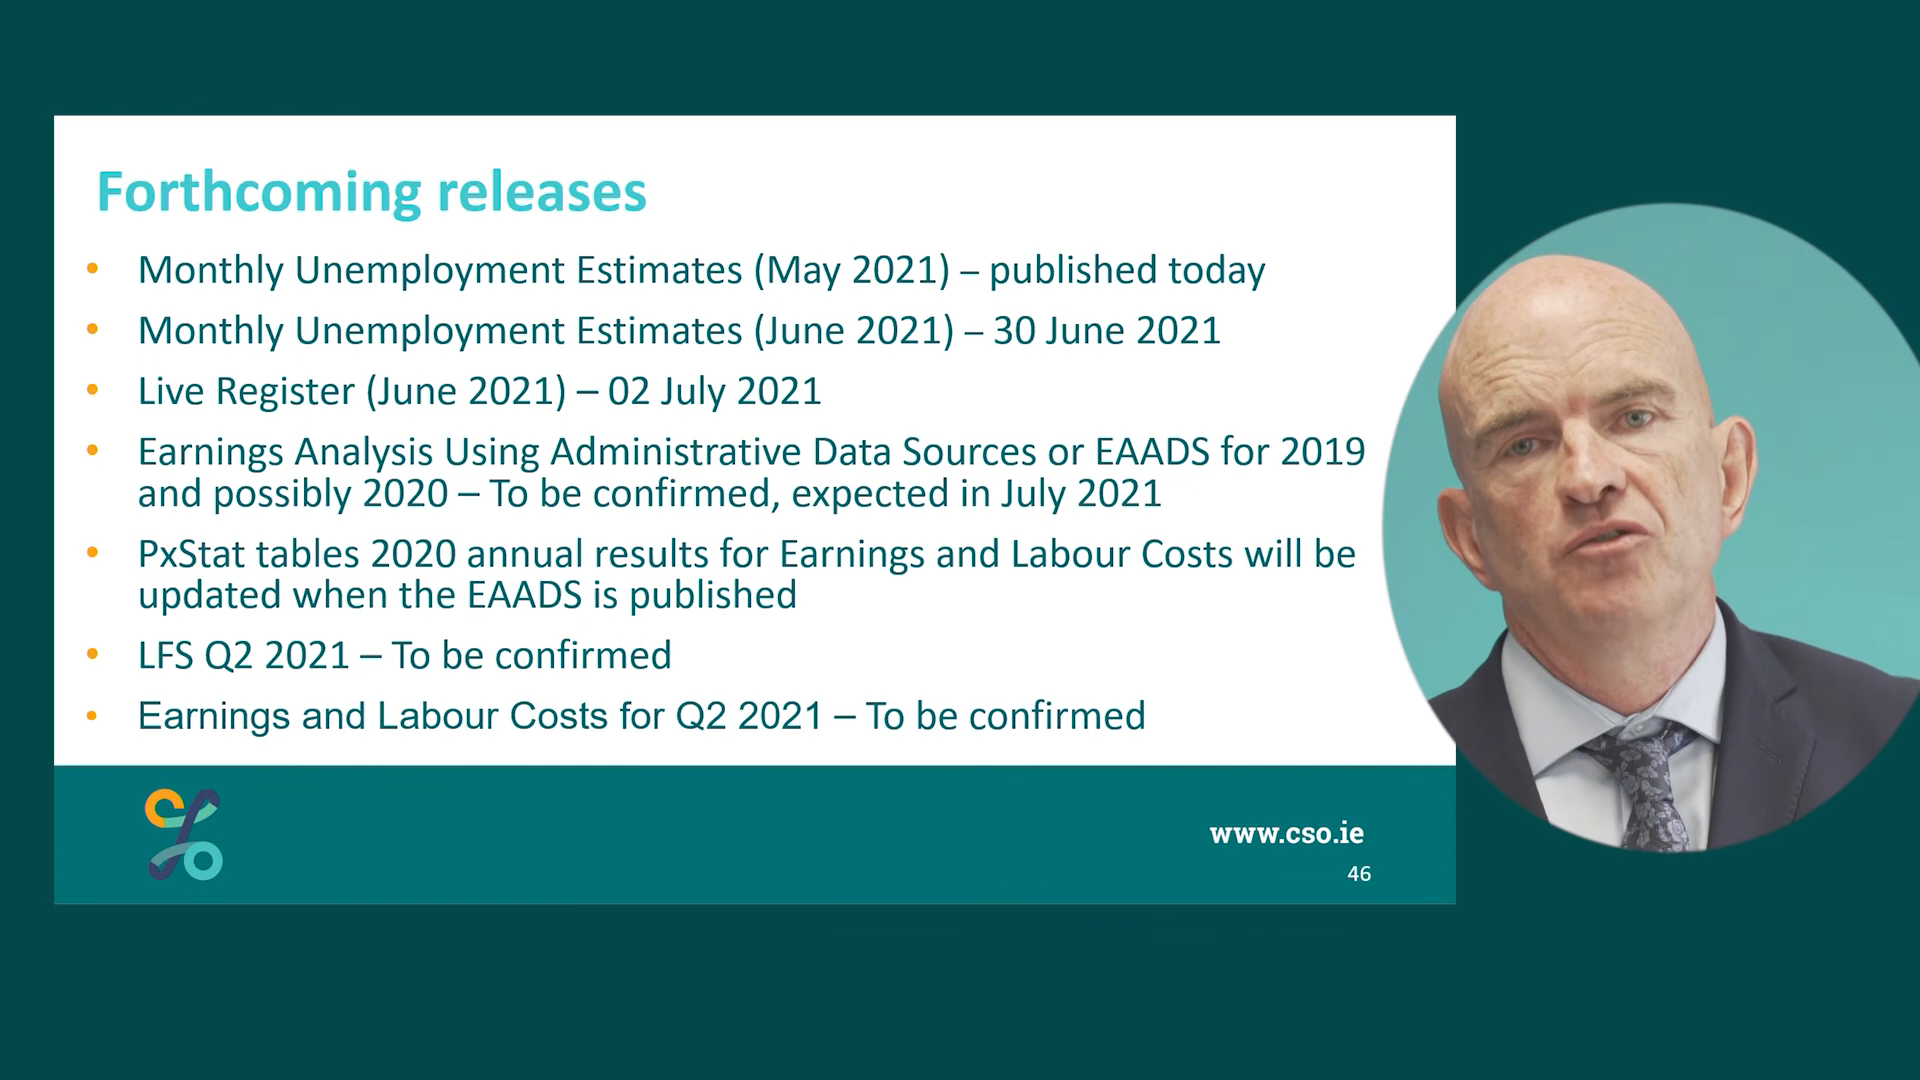 Forthcoming releases
• Monthly Unemployment Estimates (May 2021) – published today
• Monthly Unemployment Estimates (June 2021) – 30 June 2021
• Live Register (June 2021) – 02 July 2021
• Earnings Analysis Using Administrative Data Sources or EAADS for 2019
and possibly 2020 – To be confirmed, expected in July 2021
• PxStat tables 2020 annual results for Earnings and Labour Costs will be
updated when the EAADS is published
• LFS Q2 2021 – To be confirmed
• Earnings and Labour Costs for Q2 2021 – To be confirmed
www.cso.ie
46